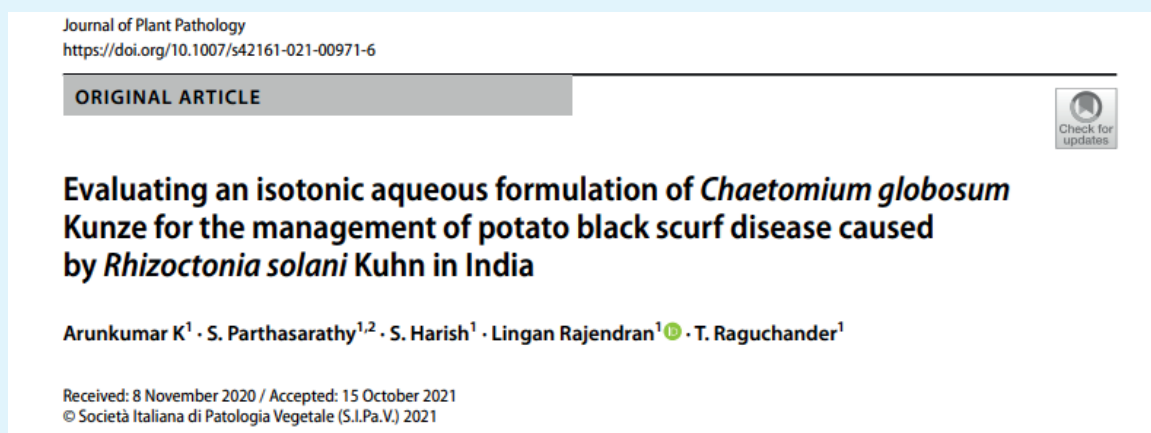 Journal of Plant Pathology
https://doi.org/10.1007/s42161-021-00971-6
ORIGINAL ARTICLE
Check for
updates
Evaluating an isotonic aqueous formulation of Chaetomium globosum
Kunze for the management of potato black scurf disease caused
by Rhizoctonia solani Kuhn in India
Arunkumar K1 · S. Parthasarathy1,2 · S. Harish1 · Lingan Rajendran1 iD · T. Raguchander1
Received: 8 November 2020 / Accepted: 15 October 2021
© Società Italiana di Patologia Vegetale (S.I.Pa.V.) 2021